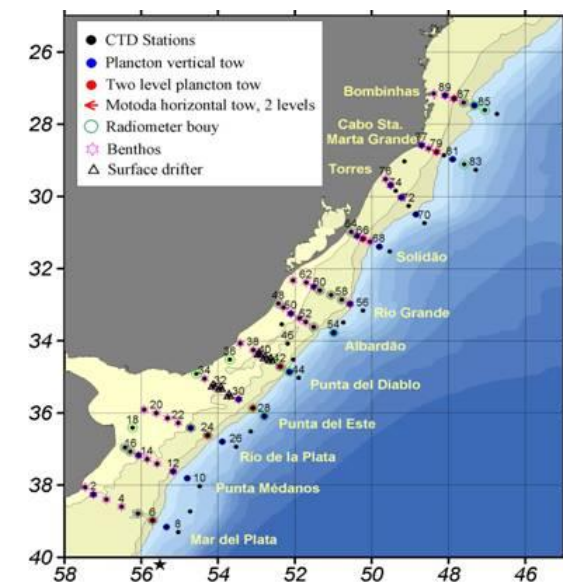 CTD Stations
Plancton vertical tow
Two level plancton tow
Motoda horizontal tow, 2 levels
Radiometer bouy
Benthos
Surface drifter
26
28
30
32
34
36
38
40
58 56 54 52 50 48 46
Bombinhas
89 87 85
Cabo Sta.
Marta Grande
77 79 81 83
Torres
76 74 72 70
64 66 68
Solidão
62 60 58 56
Rio Grande
48 50 52 54
Albardão
46
36 38 40 42 44
Punta del Diablo
34 32 30 28
Punta del Este
18 20 22 24 26
Rio de la Plata
16 14 12 10
Punta Médanos
2 4 6 8
Mar del Plata